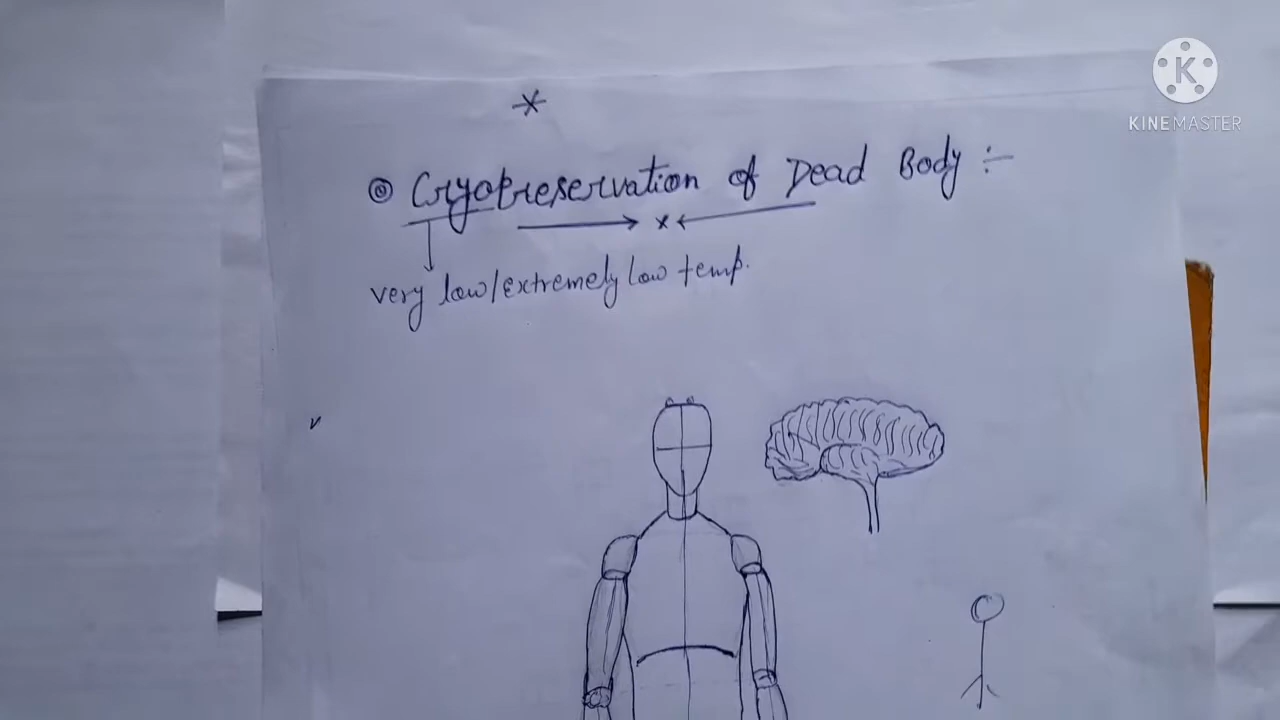 K
KINEMASTER
Cryopreservation of Dead Body :-
very low/extremely low temp.